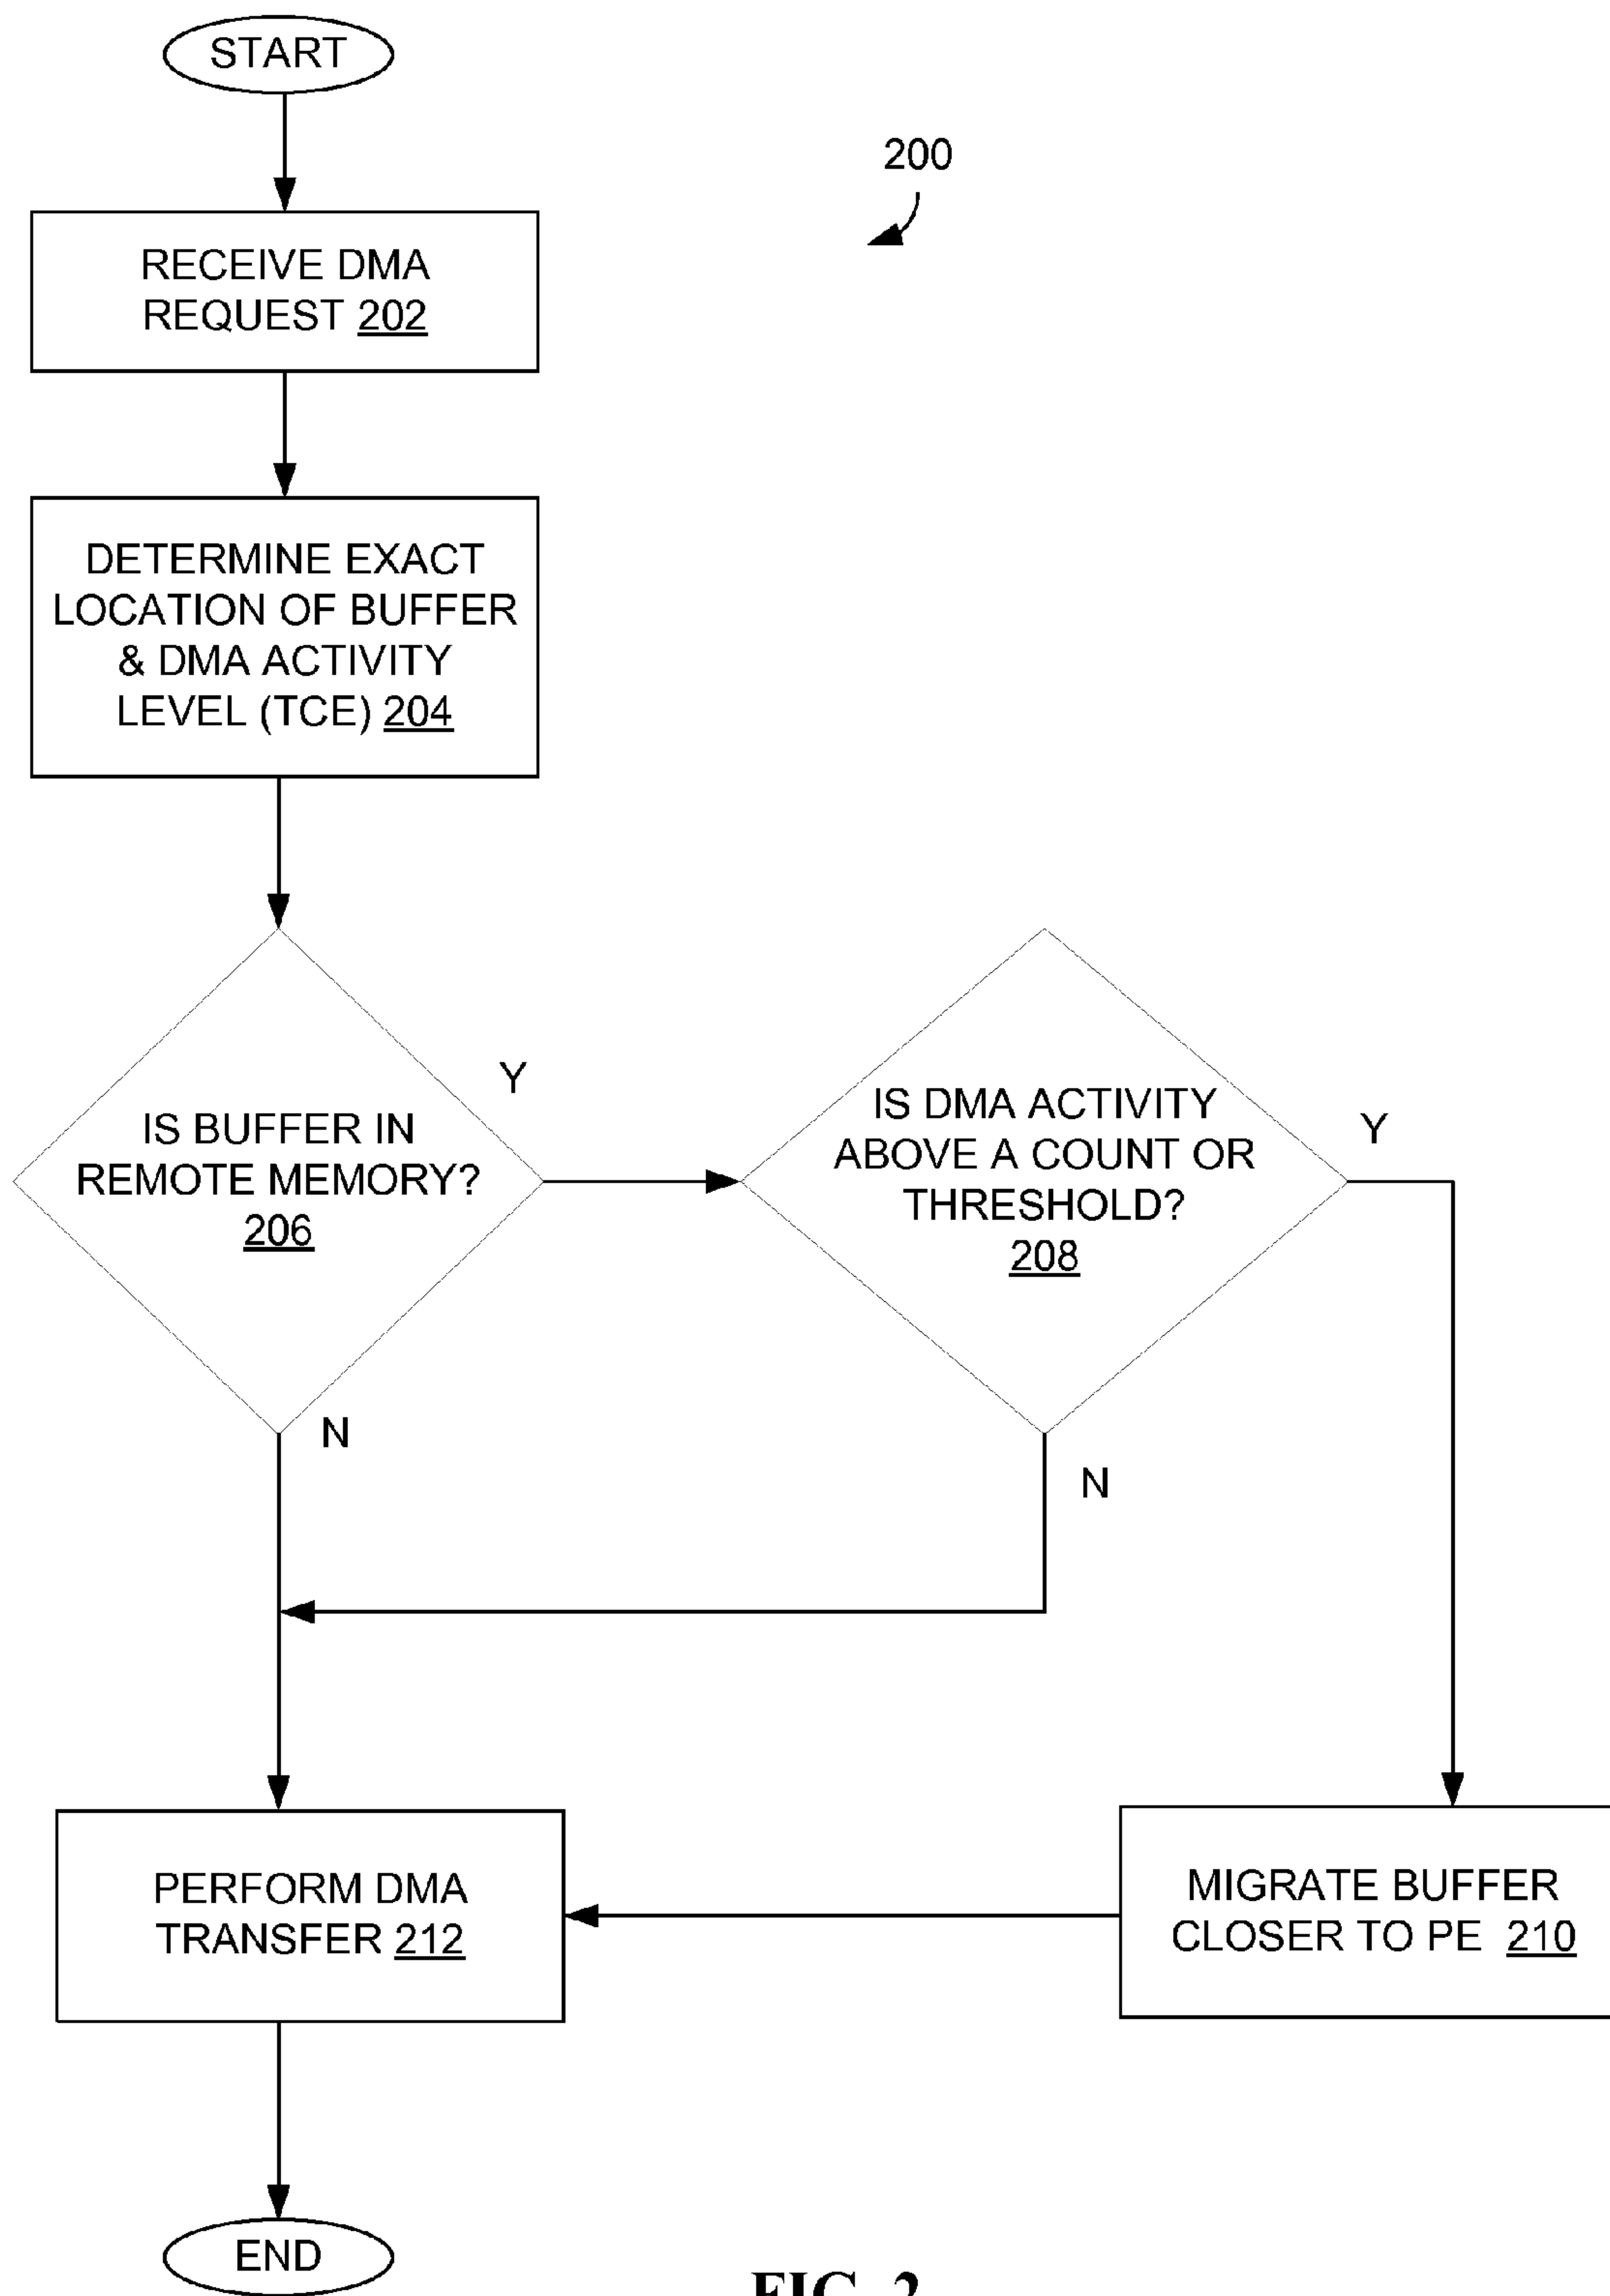 START
200
RECEIVE DMA
REQUEST 202
DETERMINE EXACT
LOCATION OF BUFFER
& DMA ACTIVITY
LEVEL (TCE) 204
Y
IS BUFFER IN
REMOTE MEMORY?
206
N
IS DMA ACTIVITY
ABOVE A COUNT OR
THRESHOLD?
208
Y
N
PERFORM DMA
TRANSFER 212
MIGRATE BUFFER
CLOSER TO PE 210
END
FIG. 2